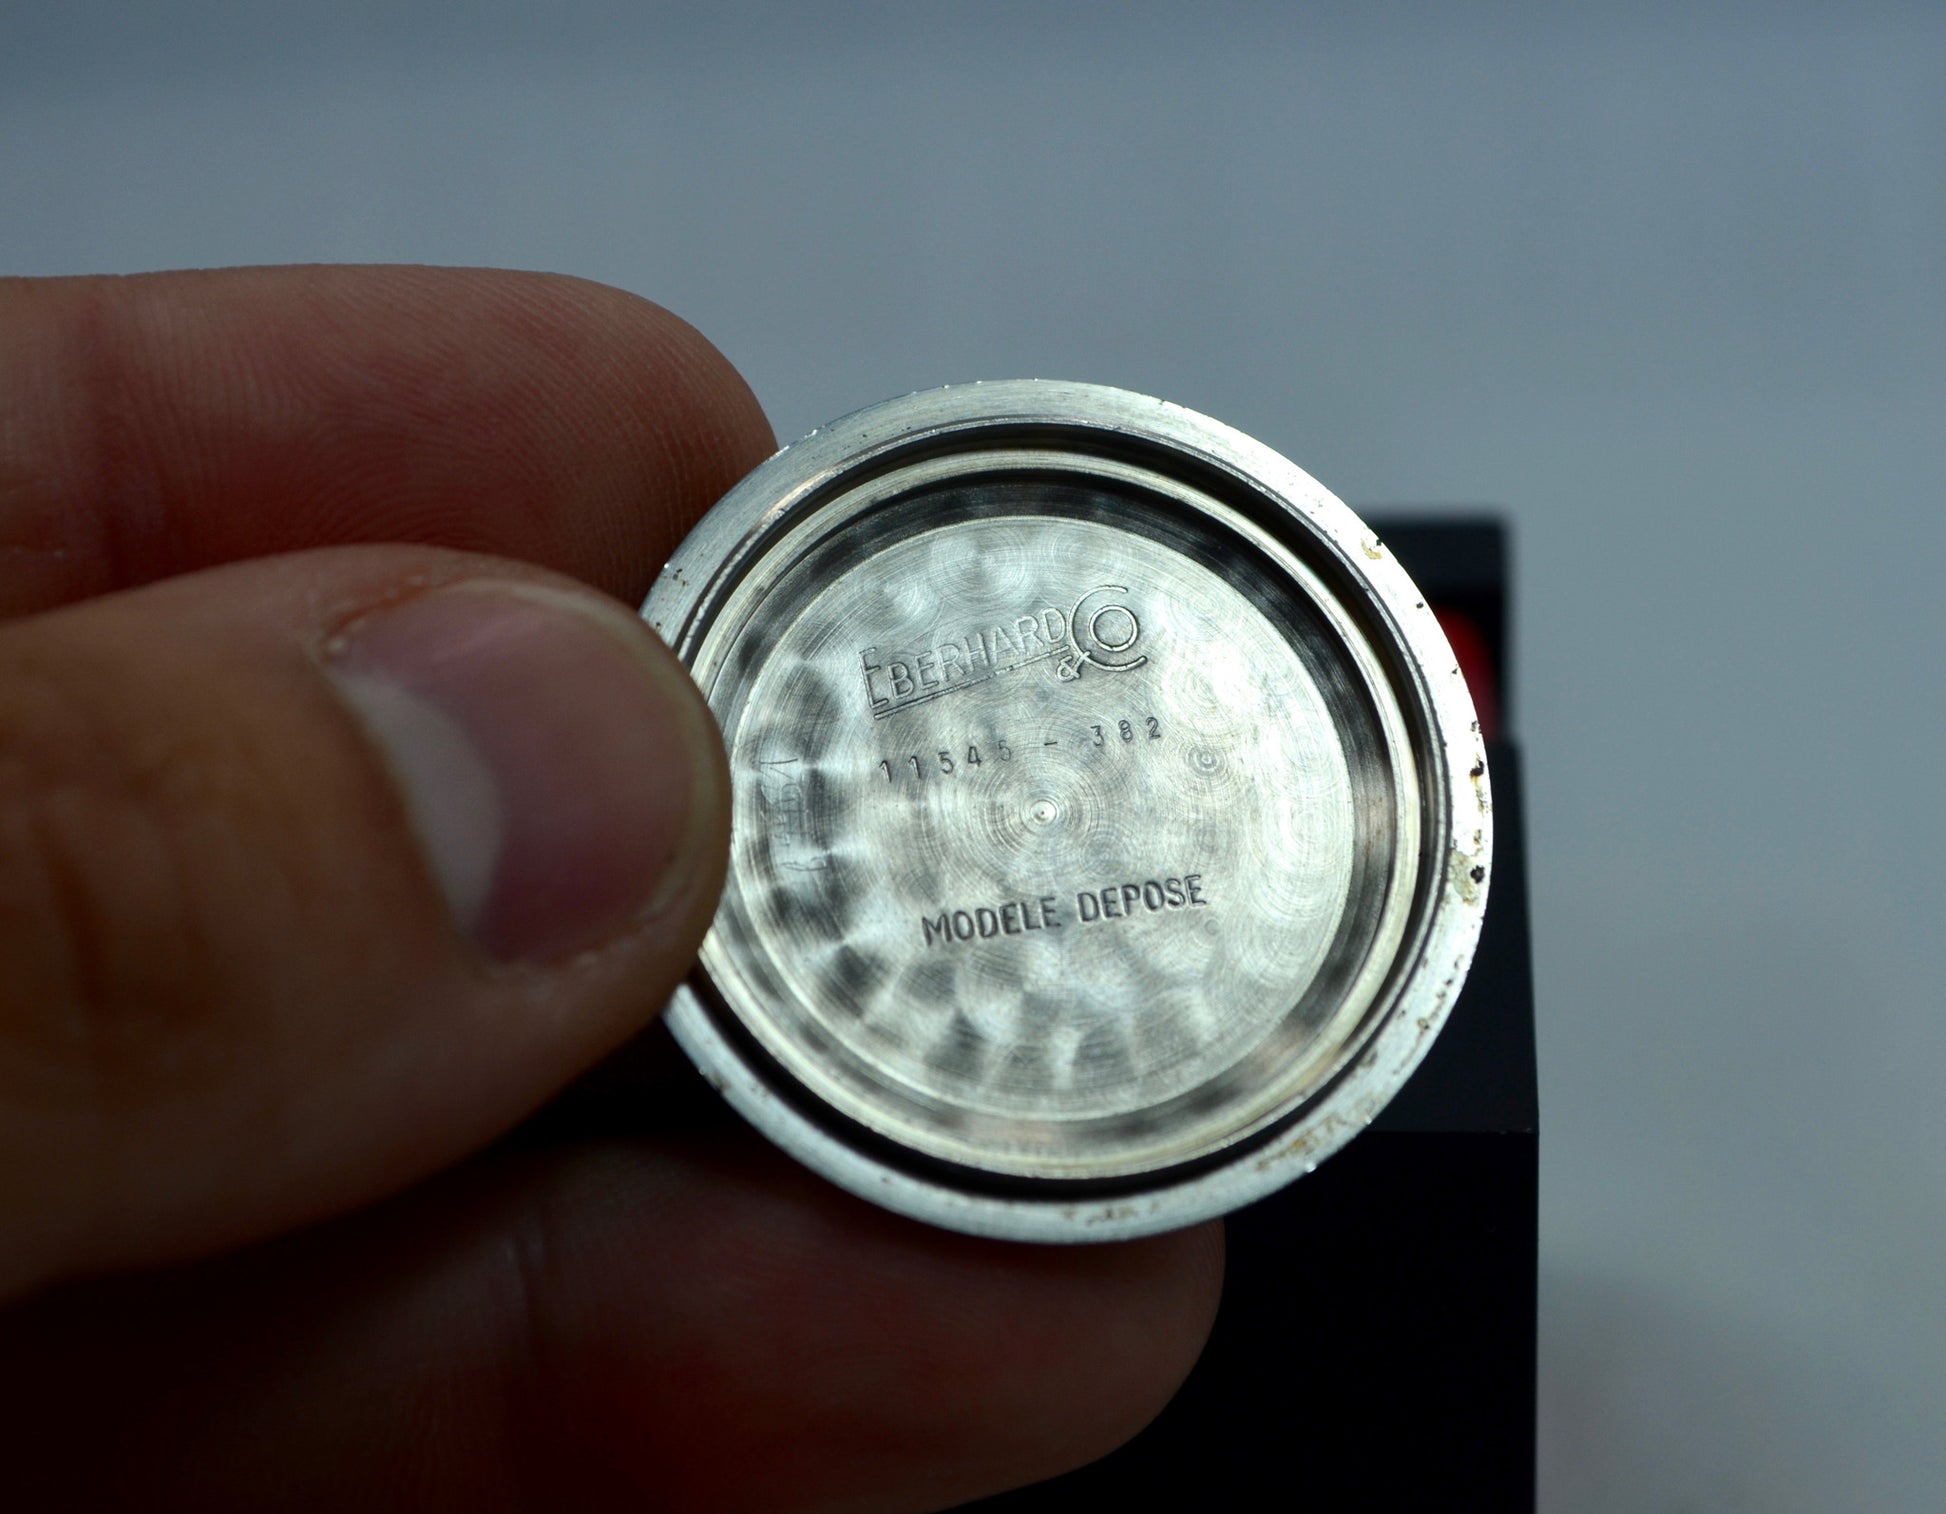 EBERHARD & CO
11545 - 382
MODELE DEPOSE